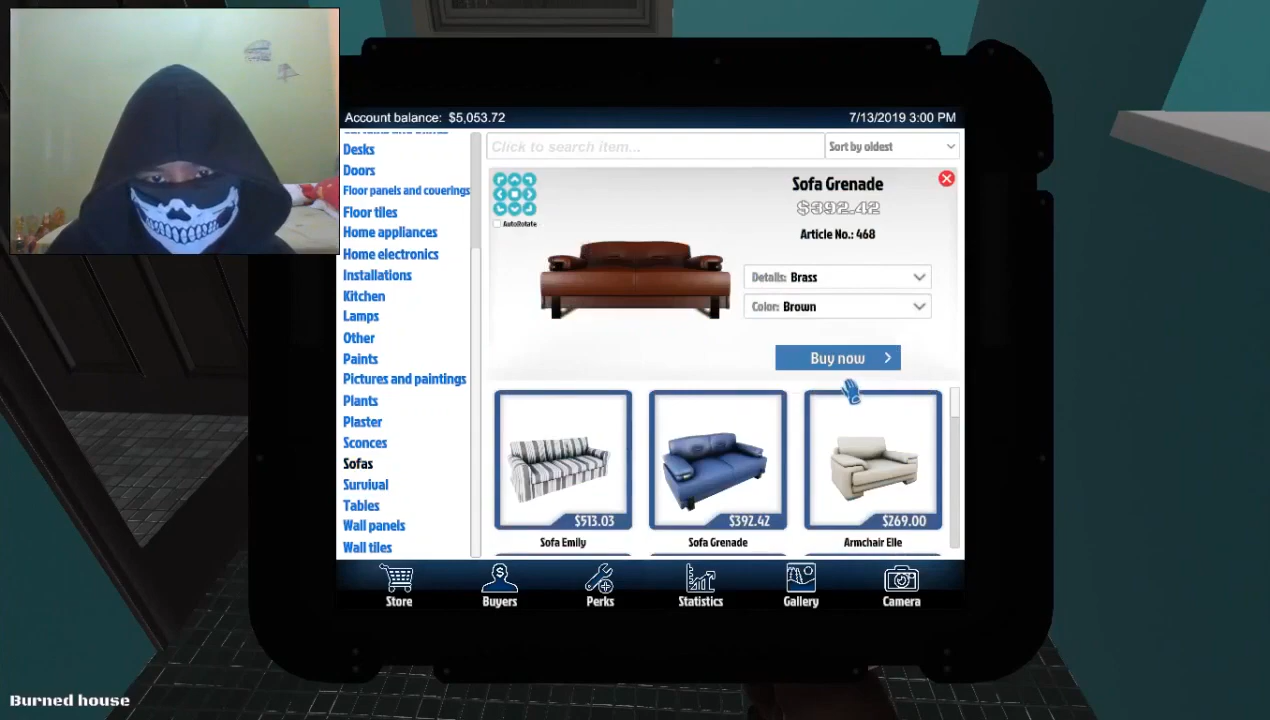 Account balance: $5,053.72
7/13/2019 3:00 PM
Desks
Doors
Floor panels and coverings
Floor tiles
Home appliances
Home electronics
Installations
Kitchen
Lamps
Other
Paints
Pictures and paintings
Plants
Plaster
Sconces
Sofas
Survival
Tables
Wall panels
Wall tiles
Click to search item...
Sort by oldest
AutoRotate
Sofa Grenade
$392.42
Article No.: 468
Details: Brass
Color: Brown
Buy now
$513.03
$392.42
$269.00
Sofa Emily
Sofa Grenade
Armchair Elle
Store
Buyers
Perks
Statistics
Gallery
Camera
Burned house